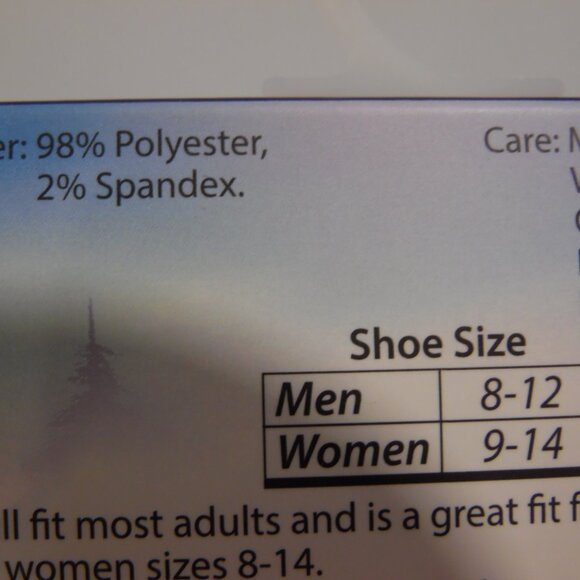 er: 98% Polyester,
2% Spandex.
Care: M
Shoe Size
Men 8-12
Women 9-14
ll fit most adults and is a great fit f
women sizes 8-14.